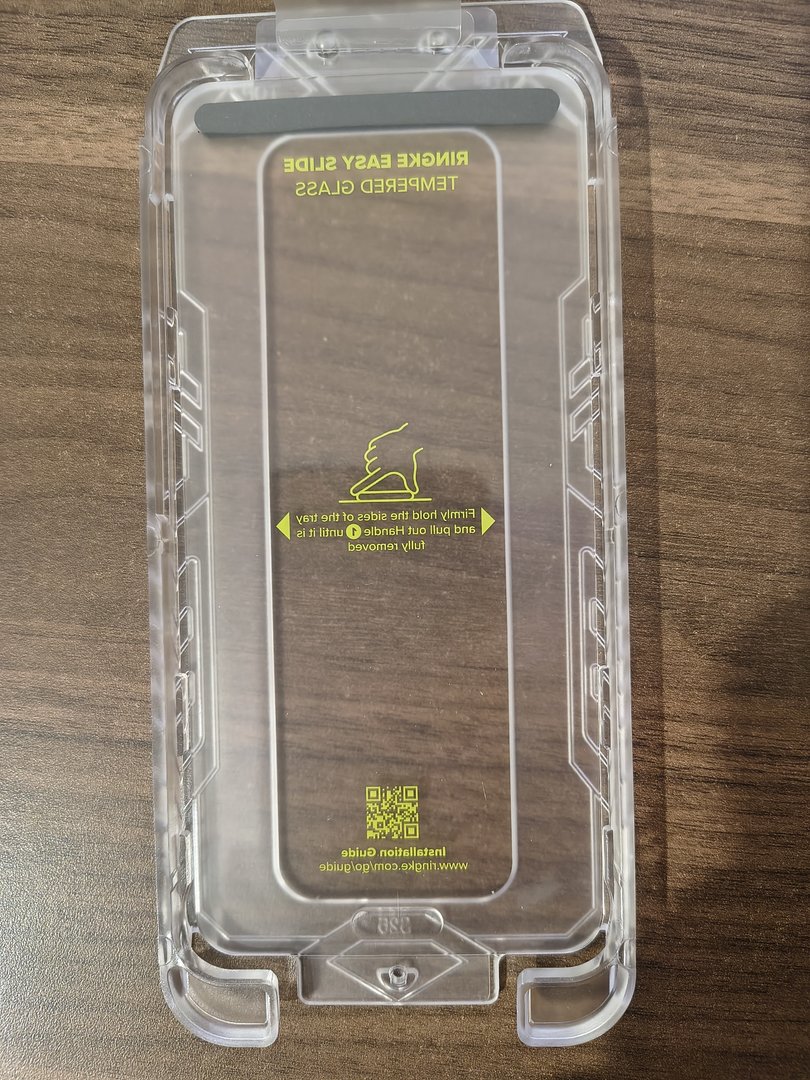 RINGKE EASY SLIDE
TEMPERED GLASS
Firmly hold the sides of the tray
and pull out Handle 1 until it is
fully removed
Installation Guide
www.ringke.com/go/guide
S26